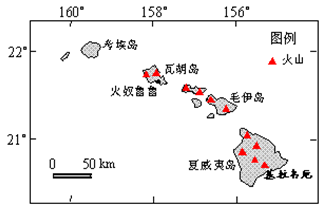 160° 158° 156°
22° 考埃岛 瓦胡岛 图例
火山
火奴鲁鲁 毛伊岛
21°
夏威夷岛
0 50 km 基拉韦厄